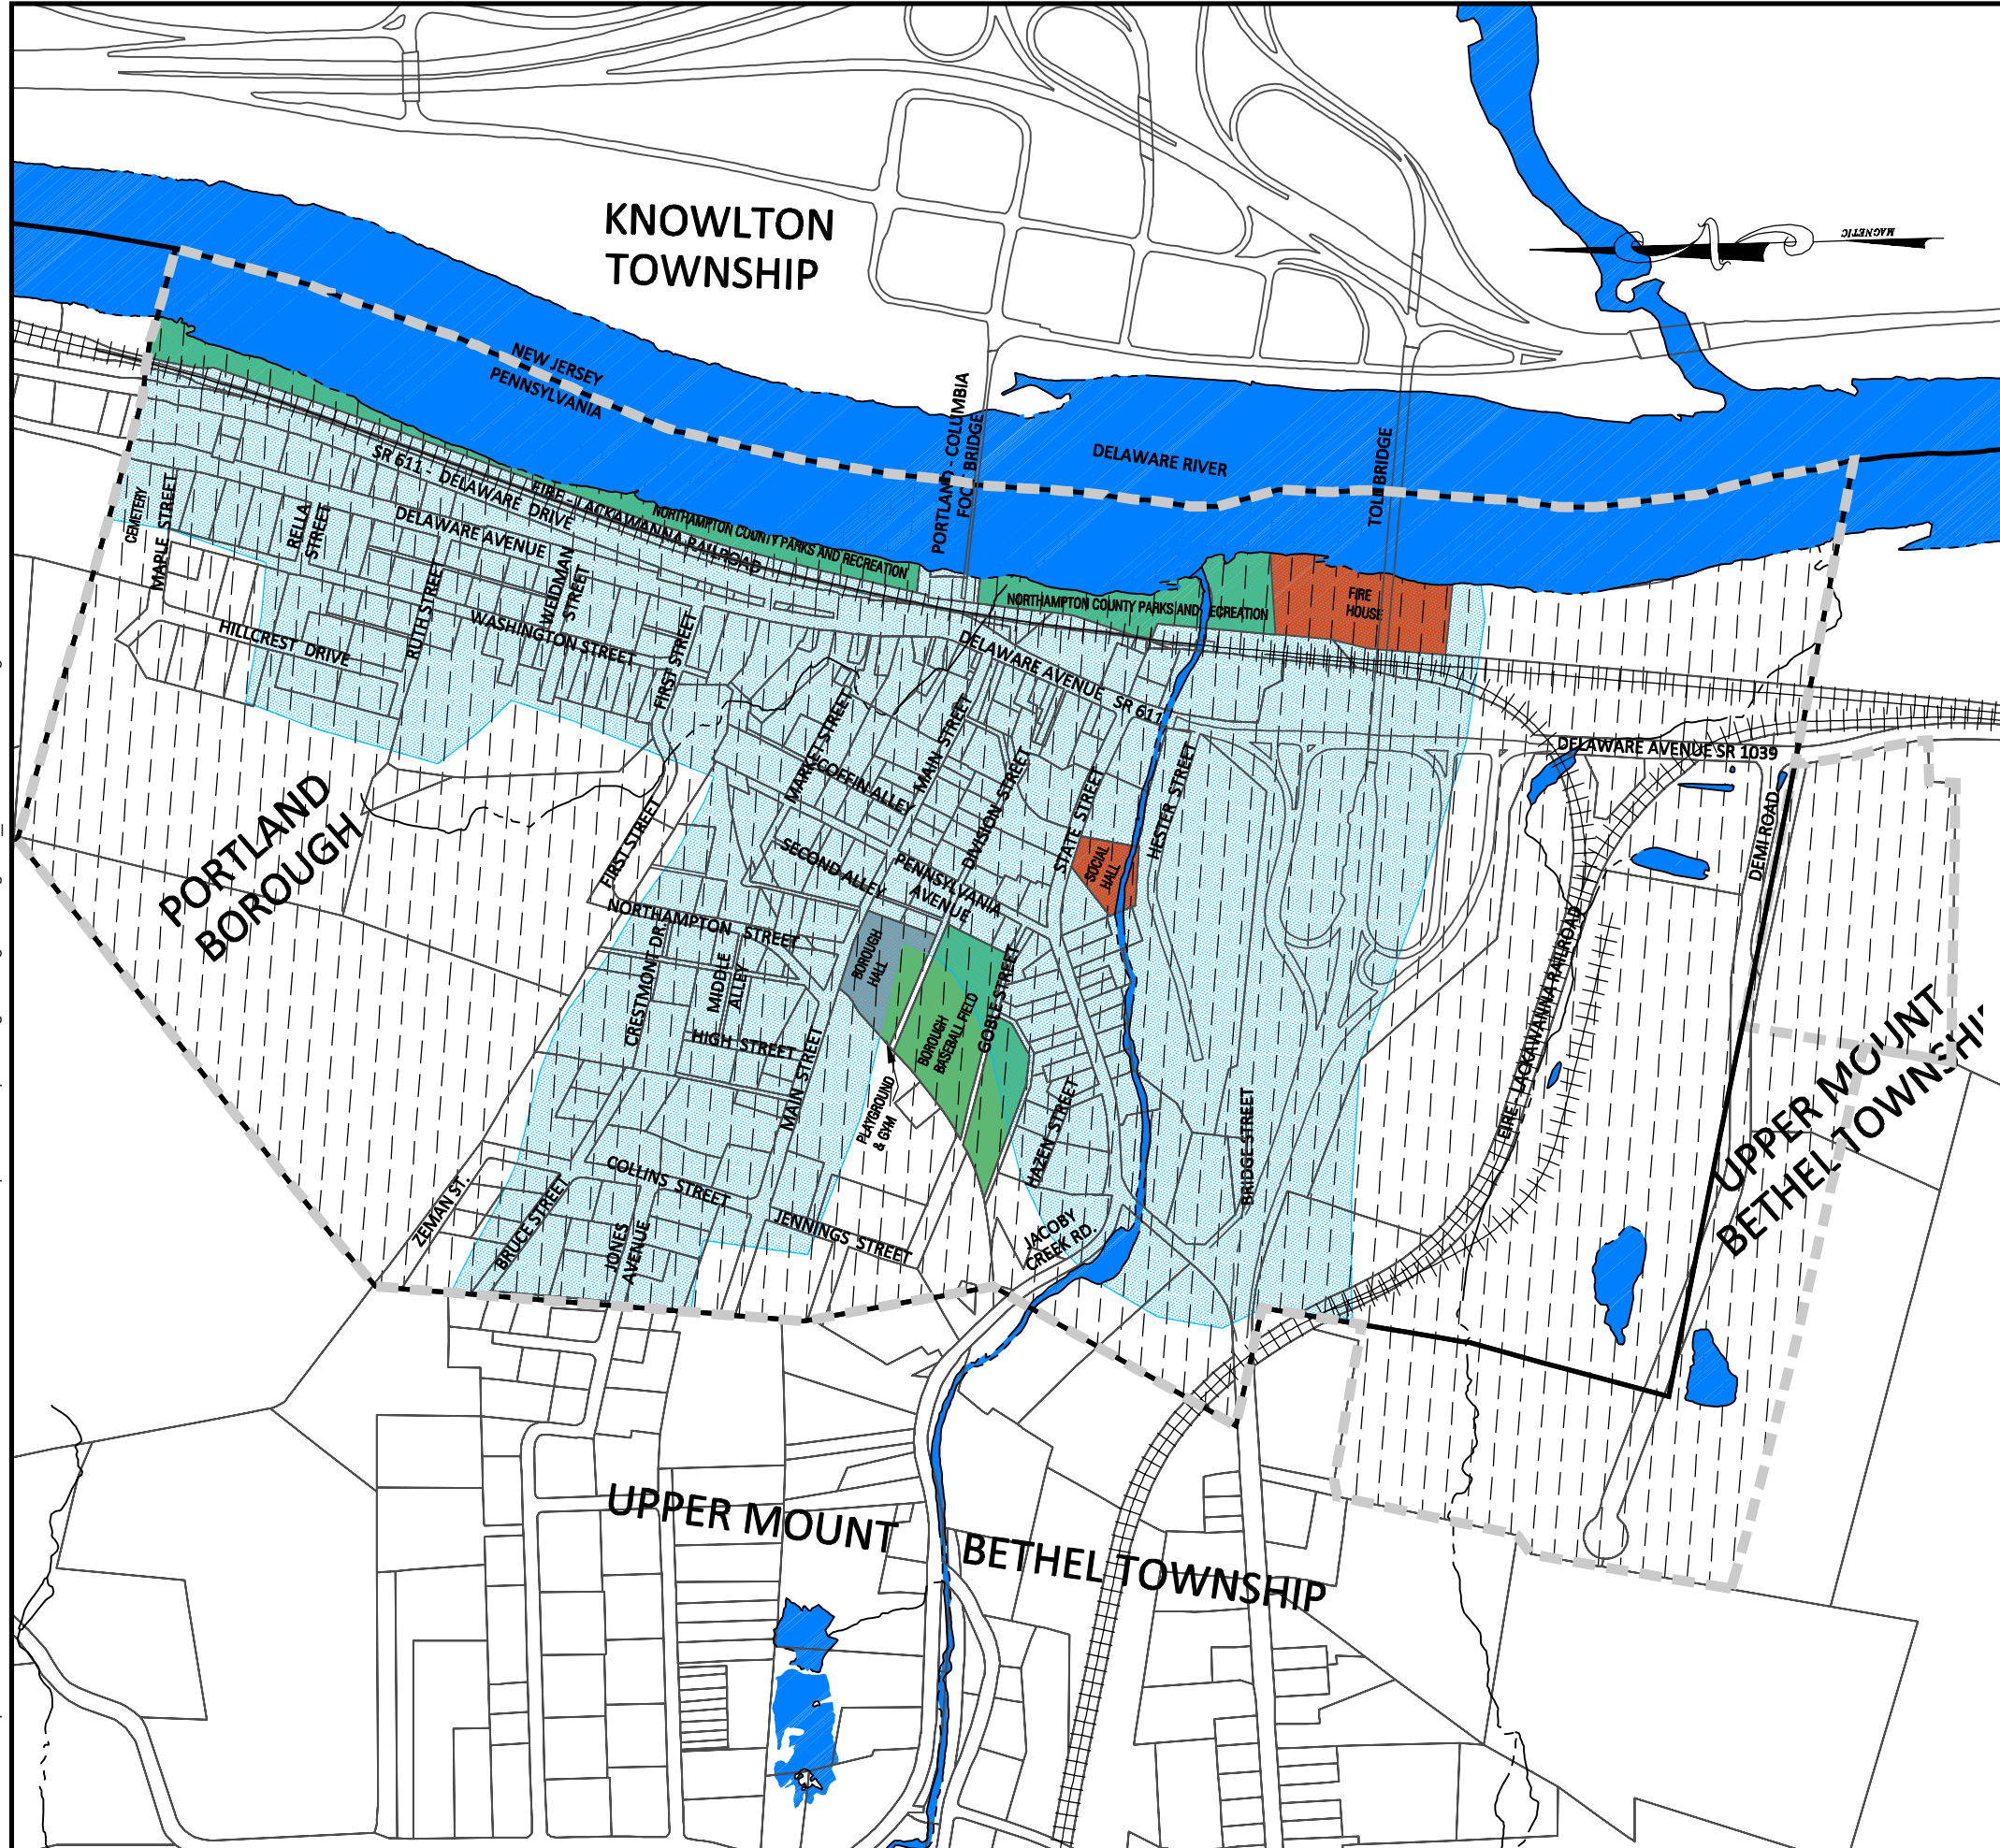 KNOWLTON
TOWNSHIP
MAGNETIC
NEW JERSEY
PENNSYLVANIA
DELAWARE RIVER
PORTLAND - COLUMBIA
FOOT BRIDGE
TOLL BRIDGE
SR 611 - DELAWARE DRIVE
EIRE - LACKAWANNA RAILROAD
NORTHAMPTON COUNTY PARKS AND RECREATION
NORTHAMPTON COUNTY PARKS AND RECREATION
FIRE
HOUSE
CEMETERY
MAPLE STREET
RELLA
STREET
DELAWARE AVENUE
WEIDMAN
STREET
RUTH STREET
WASHINGTON STREET
HILLCREST DRIVE
FIRST STREET
DELAWARE AVENUE SR 611
MARKET STREET
COFFIN ALLEY
MAIN STREET
DIVISION STREET
STATE STREET
HESTER STREET
DELAWARE AVENUE SR 1039
DEMI ROAD
PORTLAND
BOROUGH
FIRST STREET
SECOND ALLEY
PENNSYLVANIA
AVENUE
SOCIAL
HALL
NORTHAMPTON STREET
CRESTMONT DR.
MIDDLE
ALLEY
HIGH STREET
BOROUGH
HALL
BOROUGH
BASEBALL FIELD
GOBLE STREET
MAIN STREET
PLAYGROUND
& GYM
HAZEN STREET
BRIDGE STREET
EIRE LACKAWANNA RAILROAD
UPPER MOUNT
BETHEL TOWNSHIP
ZEMAN ST.
BRUCE STREET
COLLINS STREET
JONES
AVENUE
JENNINGS STREET
JACOBY
CREEK RD.
UPPER MOUNT
BETHEL TOWNSHIP